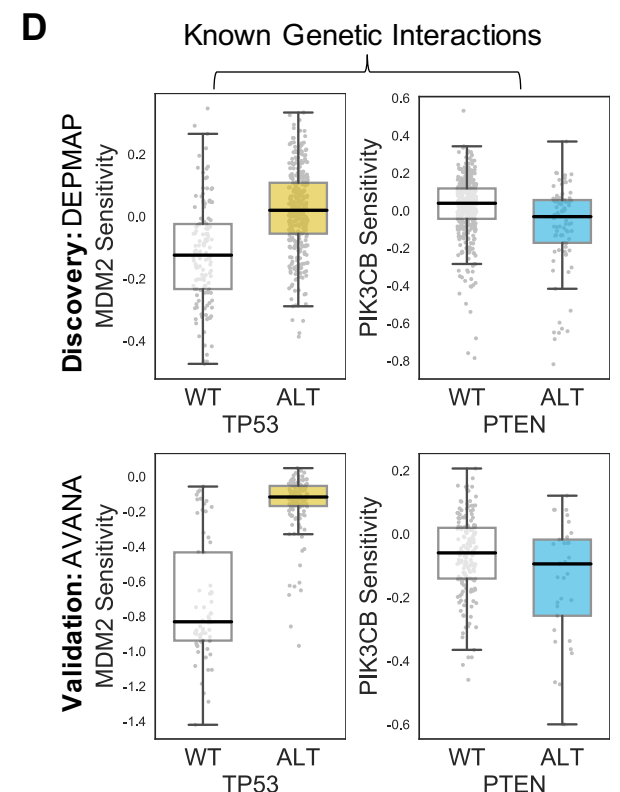 D
Known Genetic Interactions
Discovery: DEPMAP
MDM2 Sensitivity
0.2
0.0
-0.2
-0.4
WT ALT
TP53
PIK3CB Sensitivity
0.6
0.4
0.2
0.0
-0.2
-0.4
-0.6
-0.8
WT ALT
PTEN
Validation: AVANA
MDM2 Sensitivity
0.0
-0.2
-0.4
-0.6
-0.8
-1.0
-1.2
-1.4
WT ALT
TP53
PIK3CB Sensitivity
0.2
0.0
-0.2
-0.4
-0.6
WT ALT
PTEN